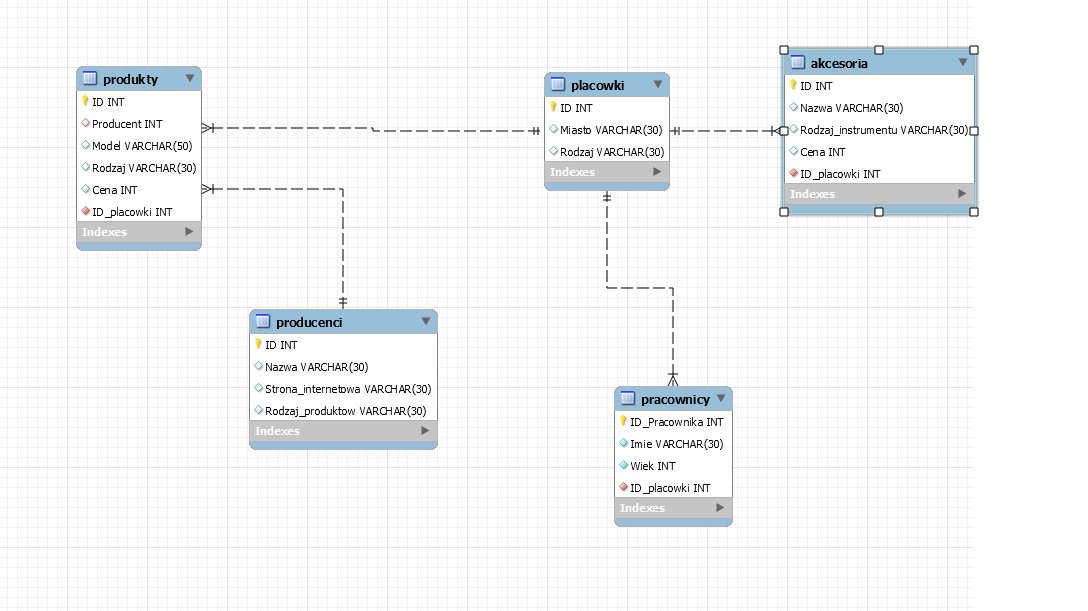 produkty
ID INT
Producent INT
Model VARCHAR(50)
Rodzaj VARCHAR(30)
Cena INT
ID_placowki INT
Indexes
placowki
ID INT
Miasto VARCHAR(30)
Rodzaj VARCHAR(30)
Indexes
akcesoria
ID INT
Nazwa VARCHAR(30)
Rodzaj_instrumentu VARCHAR(30)
Cena INT
ID_placowki INT
Indexes
producenci
ID INT
Nazwa VARCHAR(30)
Strona_internetowa VARCHAR(30)
Rodzaj_produktow VARCHAR(30)
Indexes
pracownicy
ID_Pracownika INT
Imie VARCHAR(30)
Wiek INT
ID_placowki INT
Indexes